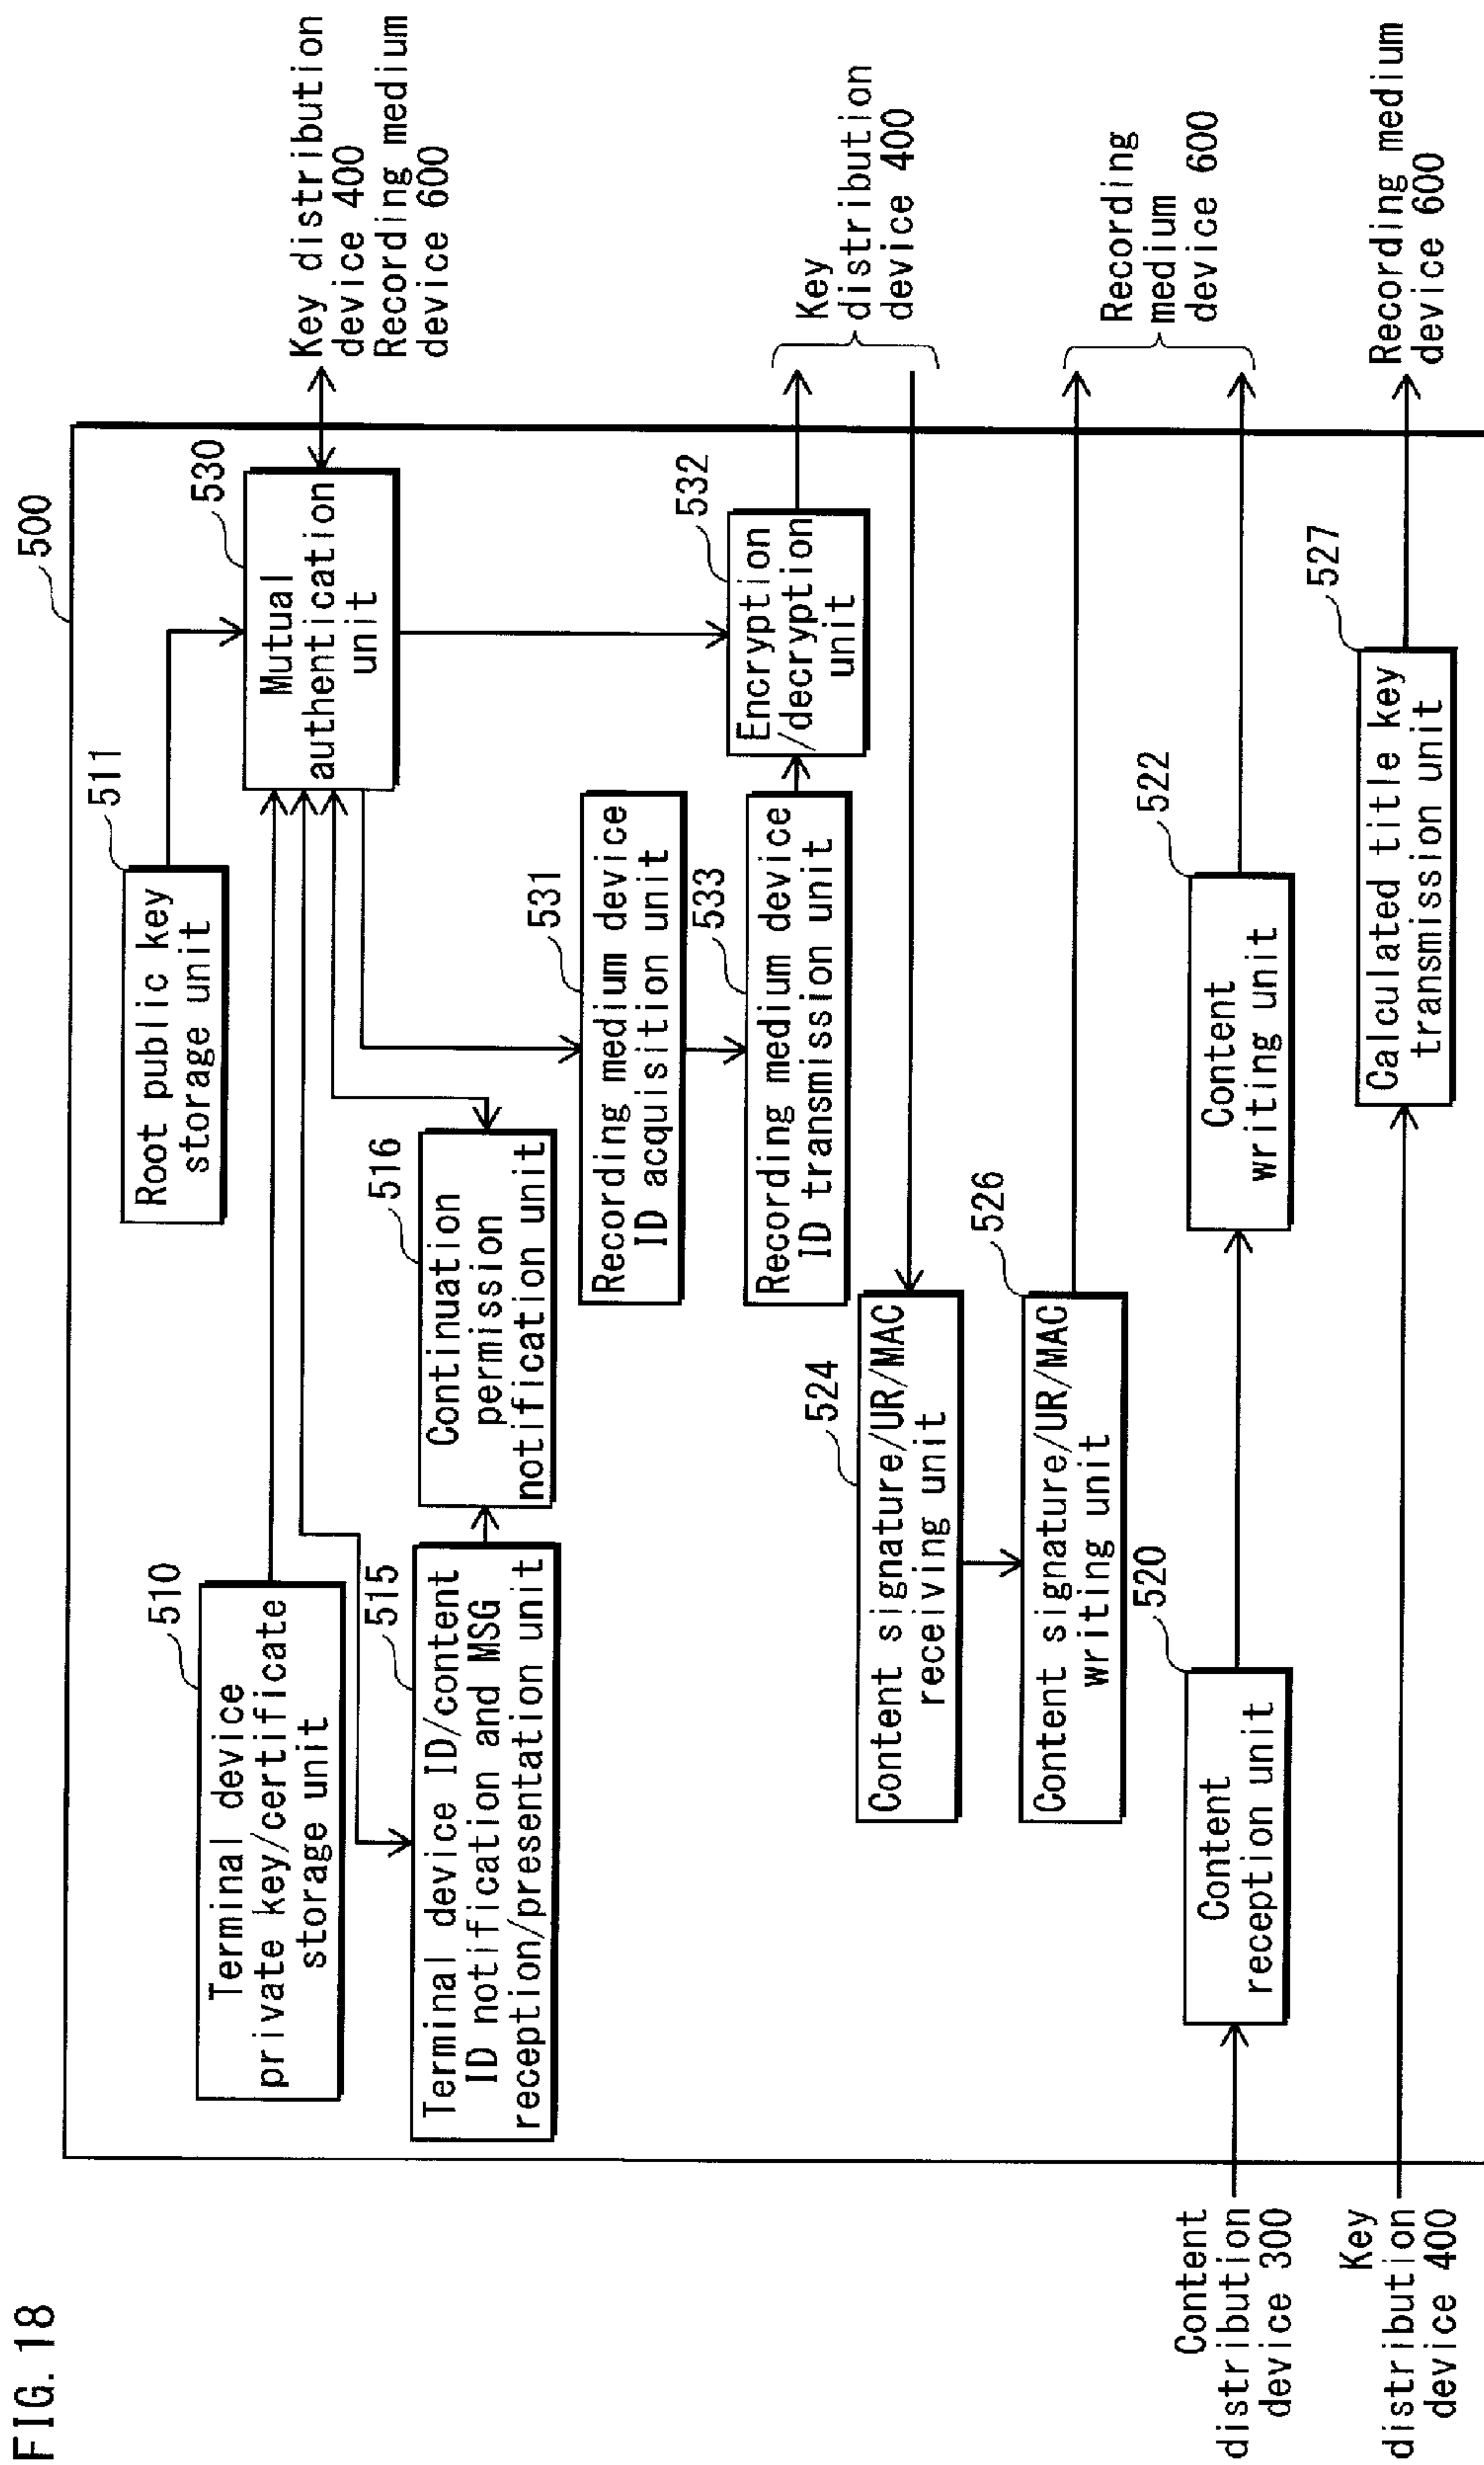 FIG. 18
500
511
Root public key
storage unit
530
Mutual
authentication
unit
Key distribution
device 400
Recording medium
device 600
510
Terminal device
private key/certificate
storage unit
515
Terminal device ID/content
ID notification and MSG
reception/presentation unit
516
Continuation
permission
notification unit
531
Recording medium device
ID acquisition unit
533
Recording medium device
ID transmission unit
532
Encryption
/decryption
unit
Key
distribution
device 400
524
Content signature/UR/MAC
receiving unit
526
Content signature/UR/MAC
writing unit
Recording
medium
device 600
Content
distribution
device 300
520
Content
reception unit
522
Content
writing unit
Key
distribution
device 400
527
Calculated title key
transmission unit
Recording medium
device 600